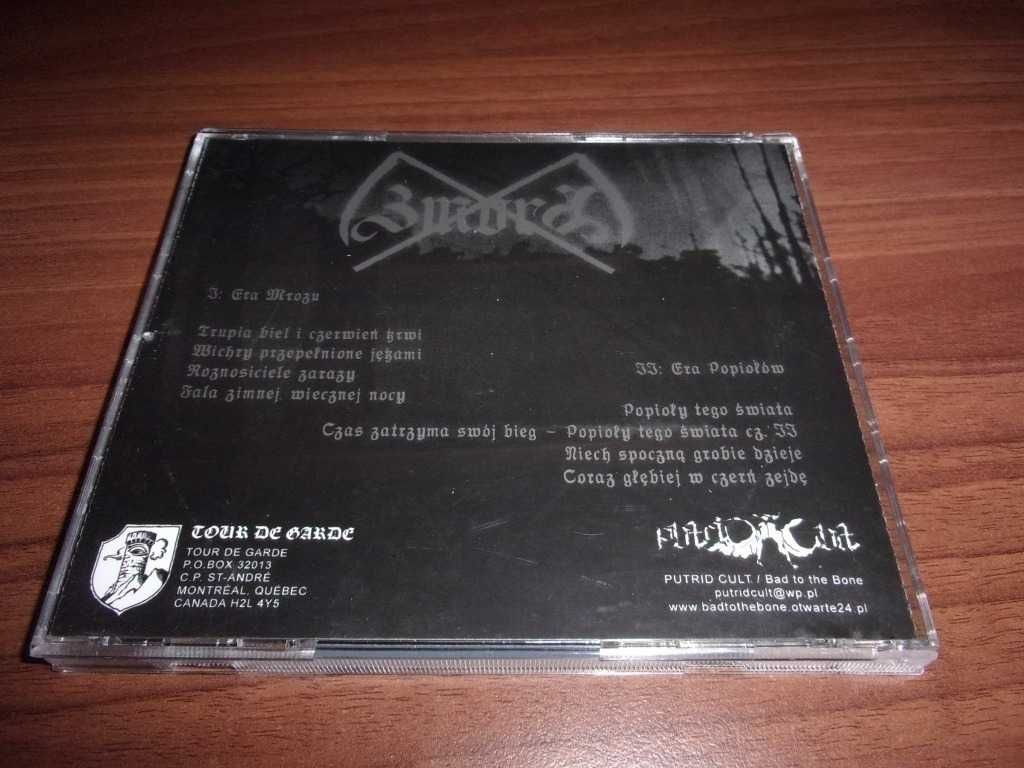 Żmora
I: Era Mrozu
Trupia biel i czerwień krwi
Wichry przepełnione jękami
Roznosiciele zarazy
Fala zimnej, wiecznej nocy
II: Era Popiołów
Popioły tego świata
Czas zatrzyma swój bieg - Popioły tego świata cz. II
Niech spoczną grobie dzieje
Coraz głębiej w czerń zejdę
TOUR DE GARDE
TOUR DE GARDE
P.O.BOX 32013
C.P. ST-ANDRÉ
MONTRÉAL, QUÉBEC
CANADA H2L 4Y5
putrid Cult
PUTRID CULT / Bad to the Bone
putridcult@wp.pl
www.badtothebone.otwarte24.pl